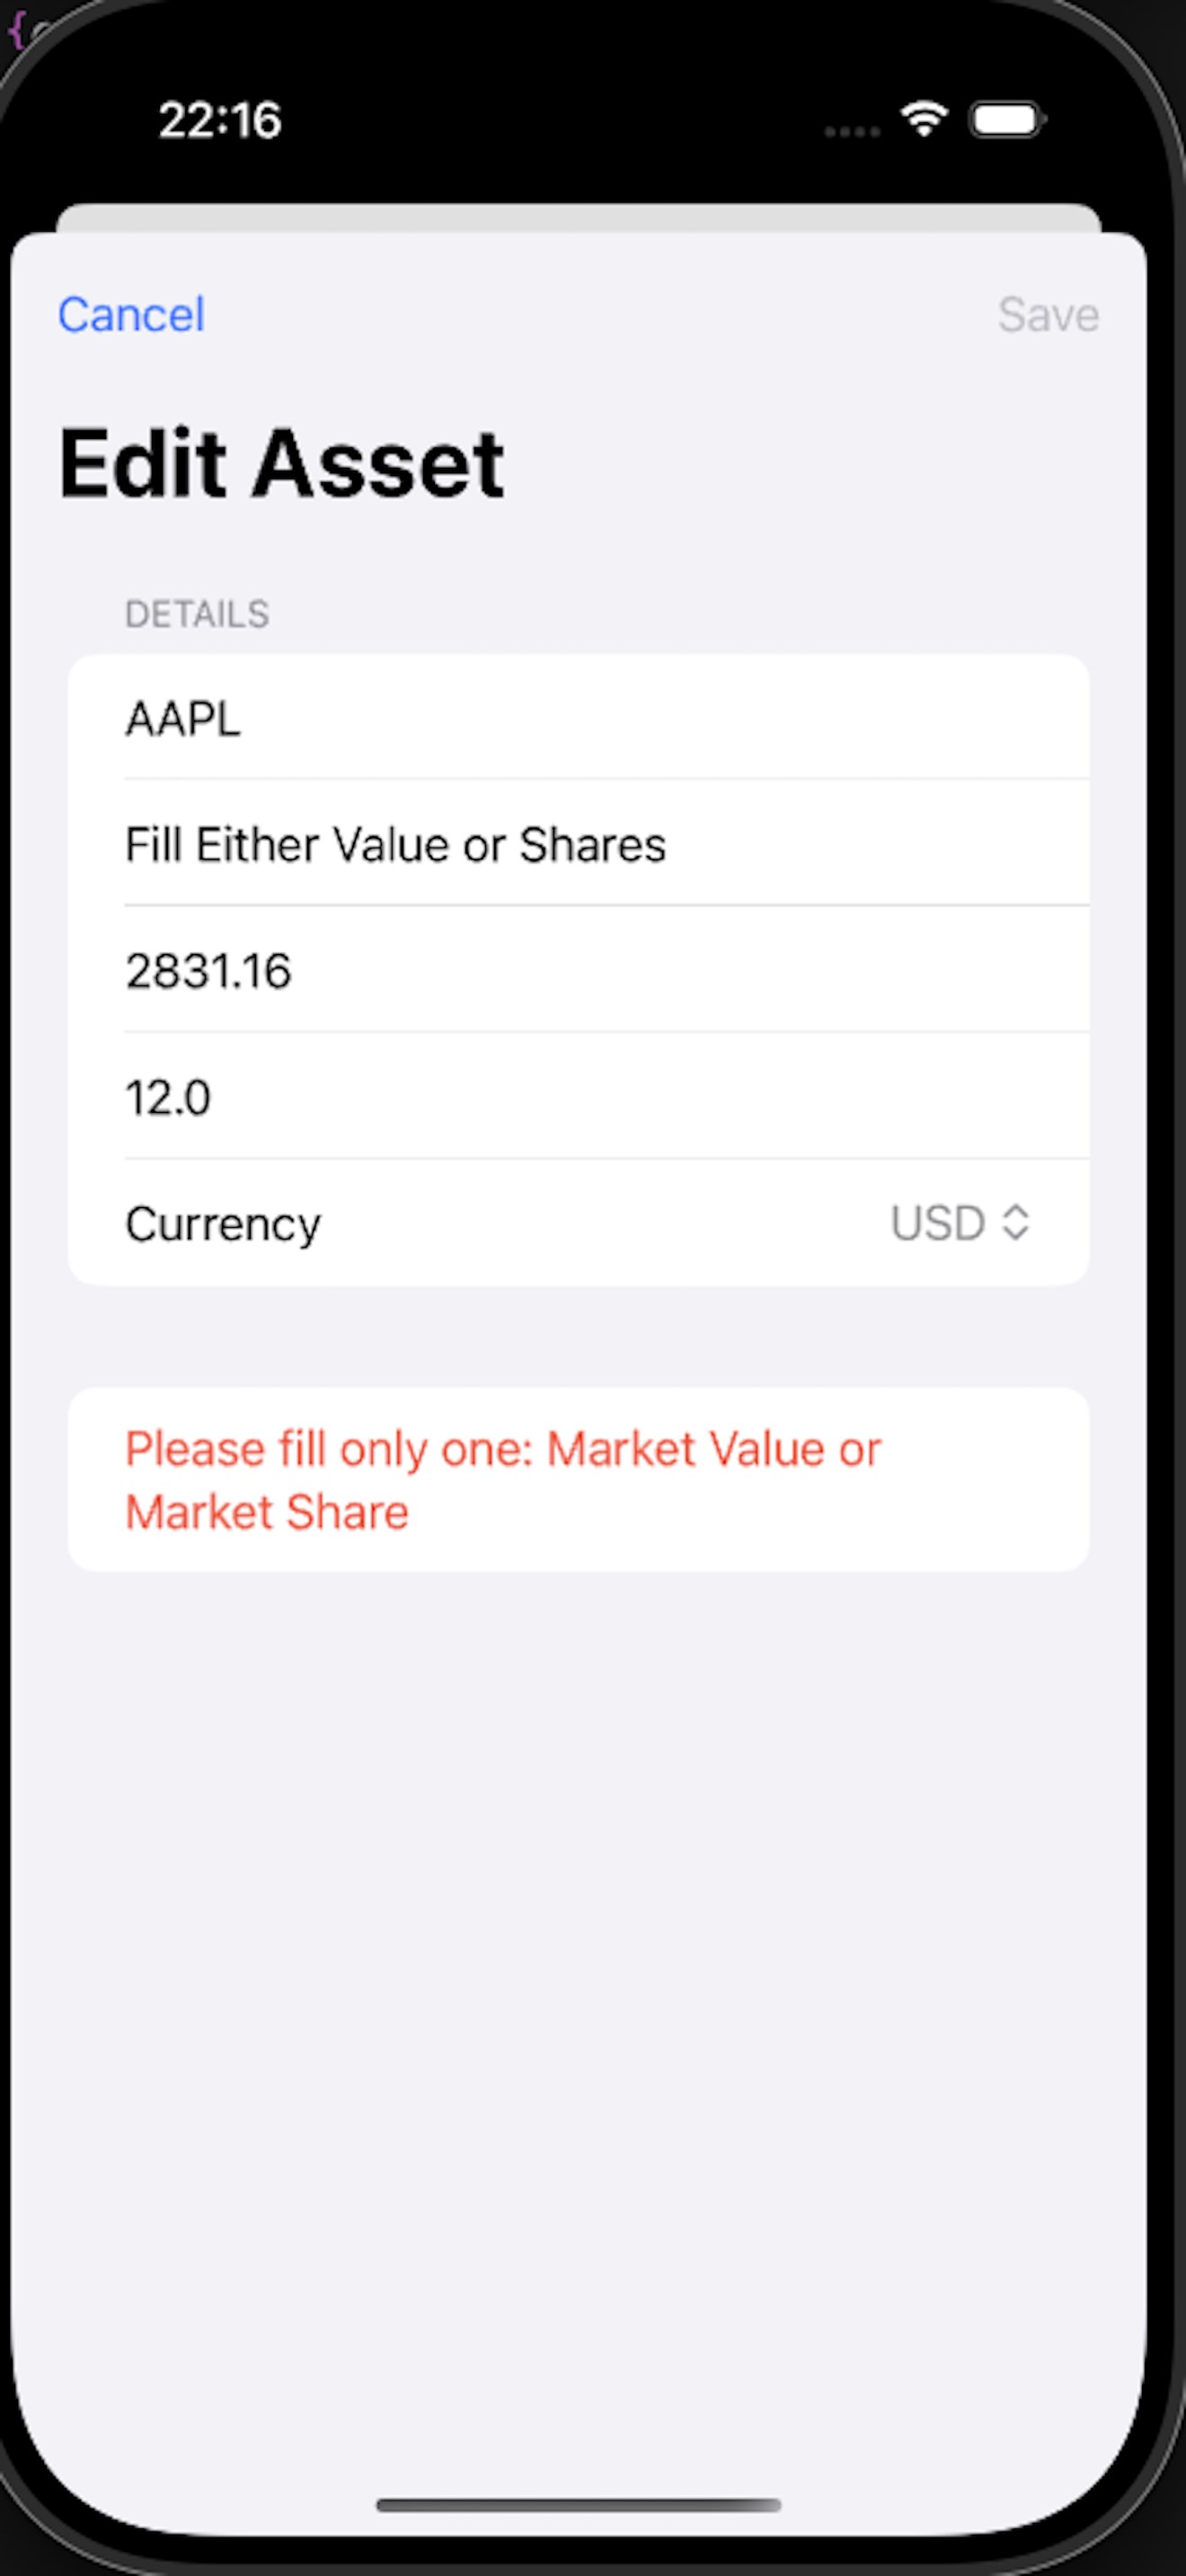 22:16
Cancel
Save
Edit Asset
DETAILS
AAPL
Fill Either Value or Shares
2831.16
12.0
Currency
USD
Please fill only one: Market Value or
Market Share